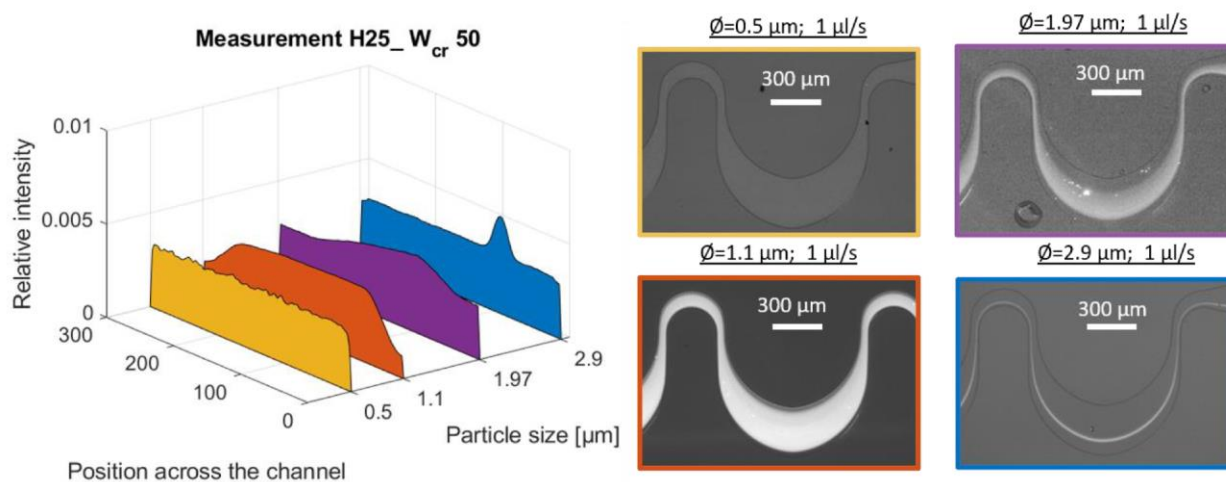 Measurement H25_ W_cr 50
Relative intensity
0.01
0.005
0
300
200
100
0
Position across the channel
0.5
1.1
1.97
2.9
Particle size [µm]
Ø=0.5 µm; 1 µl/s
300 µm
Ø=1.97 µm; 1 µl/s
300 µm
Ø=1.1 µm; 1 µl/s
300 µm
Ø=2.9 µm; 1 µl/s
300 µm